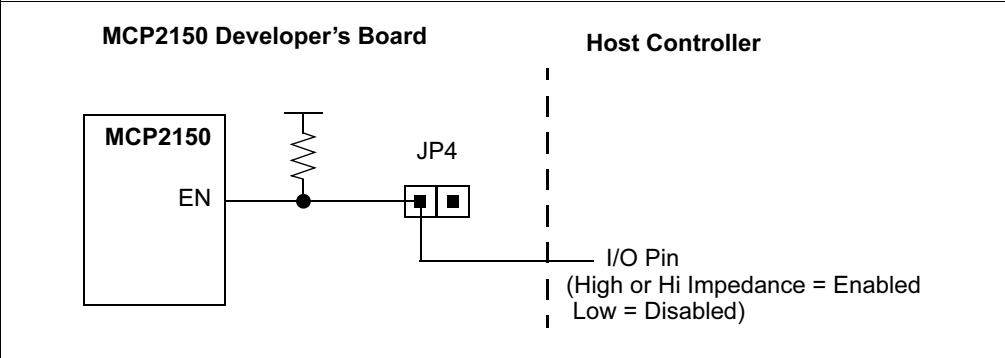 MCP2150 Developer's Board
Host Controller
MCP2150
JP4
EN
I/O Pin
(High or Hi Impedance = Enabled
Low = Disabled)